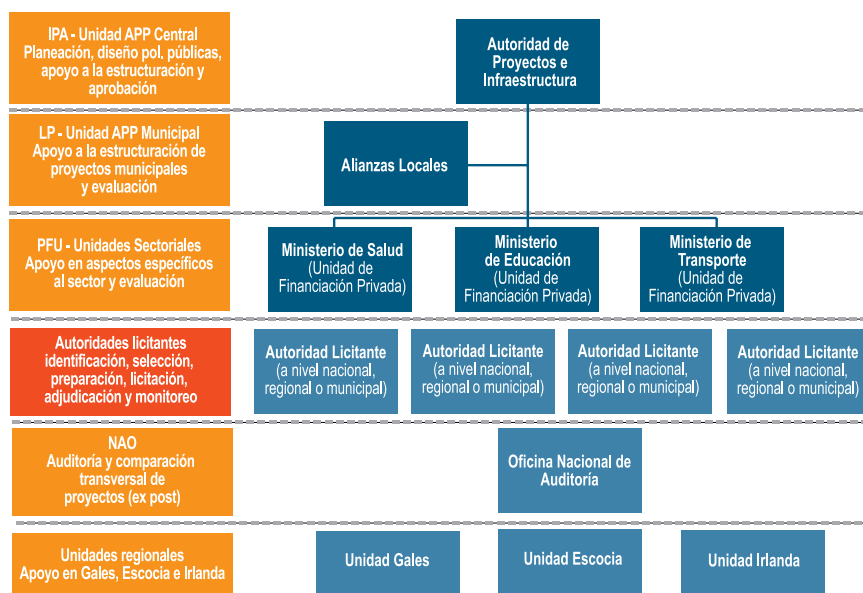 IPA - Unidad APP Central
Planeación, diseño pol. públicas,
apoyo a la estructuración y
aprobación
Autoridad de
Proyectos e
Infraestructura
LP - Unidad APP Municipal
Apoyo a la estructuración de
proyectos municipales
y evaluación
Alianzas Locales
PFU - Unidades Sectoriales
Apoyo en aspectos específicos
al sector y evaluación
Ministerio de Salud
(Unidad de
Financiación Privada)
Ministerio
de Educación
(Unidad de
Financiación Privada)
Ministerio de
Transporte
(Unidad de
Financiación Privada)
Autoridades licitantes
identificación, selección,
preparación, licitación,
adjudicación y monitoreo
Autoridad Licitante
(a nivel nacional,
regional o municipal)
Autoridad Licitante
(a nivel nacional,
regional o municipal)
Autoridad Licitante
(a nivel nacional,
regional o municipal)
Autoridad Licitante
(a nivel nacional,
regional o municipal)
NAO
Auditoría y comparación
transversal de
proyectos (ex post)
Oficina Nacional de
Auditoría
Unidades regionales
Apoyo en Gales, Escocia e Irlanda
Unidad Gales
Unidad Escocia
Unidad Irlanda